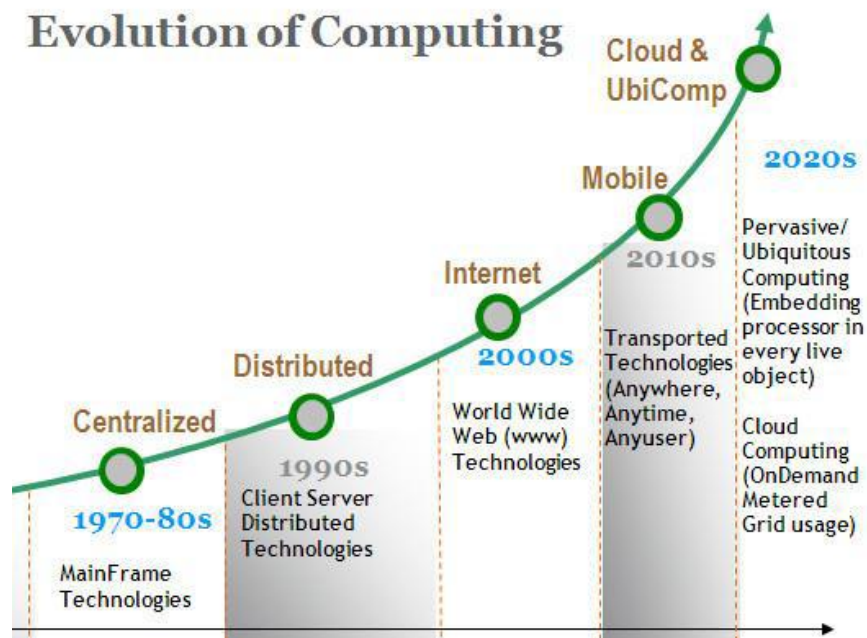 Evolution of Computing
Cloud &
UbiComp
2020s
Mobile
Pervasive/
Ubiquitous
Computing
(Embedding
processor in
every live
object)
Cloud
Computing
(OnDemand
Metered
Grid usage)
2010s
Transported
Technologies
(Anywhere,
Anytime,
Anyuser)
Internet
2000s
World Wide
Web (www)
Technologies
Distributed
1990s
Client Server
Distributed
Technologies
Centralized
1970-80s
MainFrame
Technologies